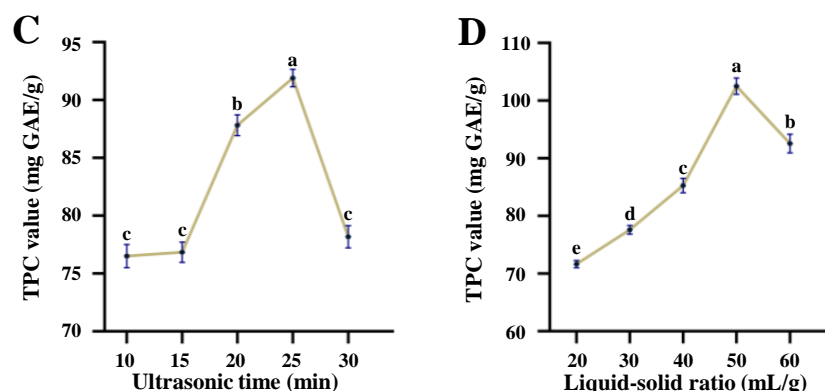 C
TPC value (mg GAE/g)
95
90
85
80
75
70
c
c
b
a
c
10 15 20 25 30
Ultrasonic time (min)
D
TPC value (mg GAE/g)
110
100
90
80
70
60
e
d
c
a
b
20 30 40 50 60
Liquid-solid ratio (mL/g)